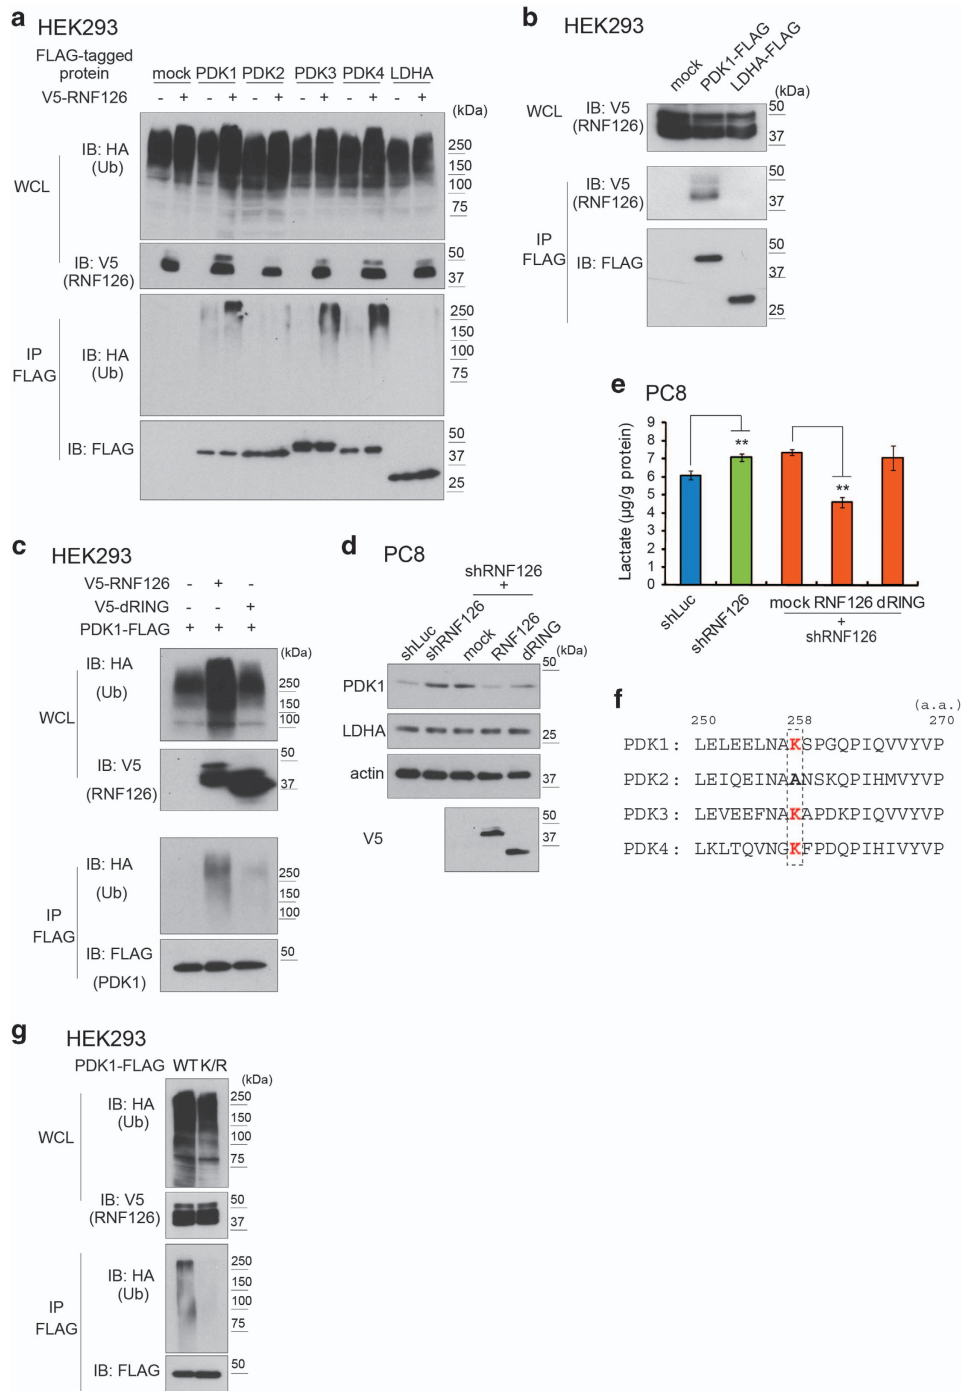 a HEK293
FLAG-tagged
protein
mock PDK1 PDK2 PDK3 PDK4 LDHA
V5-RNF126 - + - + - + - + - + - +
(kDa)
WCL
IB: HA
(Ub)
250
150
100
75
IB: V5
(RNF126)
50
37
IP
FLAG
IB: HA
(Ub)
250
150
100
75
IB: FLAG
50
37
25
b HEK293
mock
PDK1-FLAG
LDHA-FLAG
(kDa)
WCL
IB: V5
(RNF126)
50
37
IP
FLAG
IB: V5
(RNF126)
50
37
IB: FLAG
50
37
25
c HEK293
V5-RNF126 - + -
V5-dRING - - +
PDK1-FLAG + + +
(kDa)
WCL
IB: HA
(Ub)
250
150
100
IB: V5
(RNF126)
50
37
IP
FLAG
IB: HA
(Ub)
250
150
100
IB: FLAG
(PDK1)
50
d PC8
shRNF126
+
shLuc
shRNF126
mock
RNF126
dRING
(kDa)
PDK1
50
LDHA
25
actin
37
V5
50
37
e PC8
Lactate (µg/g protein)
9
8
7
6
5
4
3
2
1
0
**
**
shLuc
shRNF126
mock RNF126 dRING
+
shRNF126
f
(a.a.)
250 258 270
PDK1: LELEELNAKSPGQPIQVVYVP
PDK2: LEIQEINAANSKQPIHMVYVP
PDK3: LEVEEFNAKAPDKPIQVVYVP
PDK4: LKLTQVNGKFPDQPIHIVYVP
g HEK293
PDK1-FLAG WT K/R
(kDa)
WCL
IB: HA
(Ub)
250
150
100
75
IB: V5
(RNF126)
50
37
IP
FLAG
IB: HA
(Ub)
250
150
100
75
IB: FLAG
50